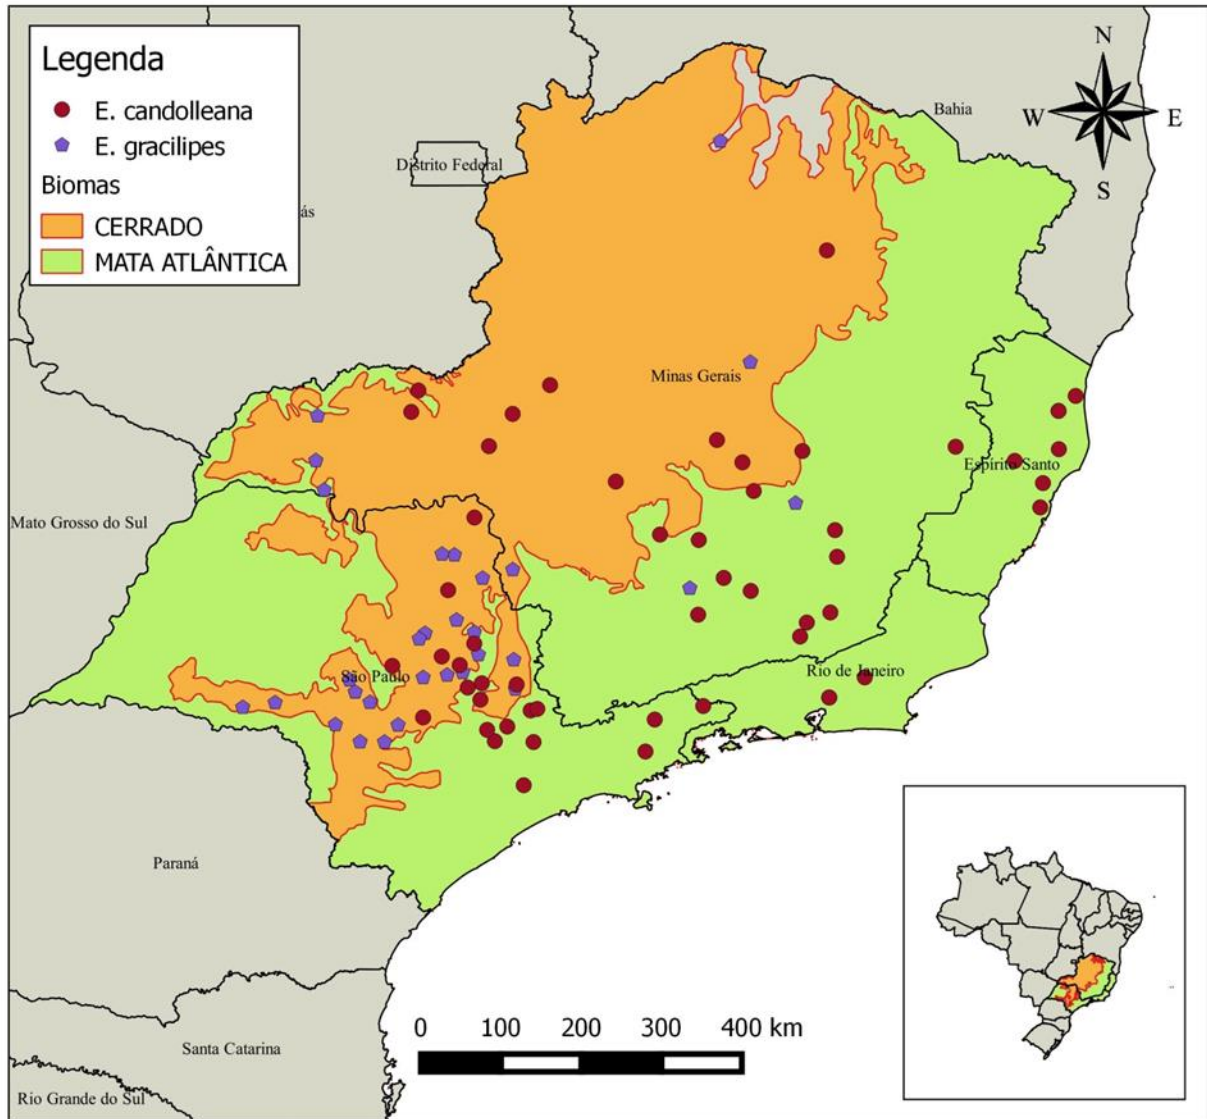 Legenda
E. candolleana
E. gracilipes
Biomas
CERRADO
MATA ATLÂNTICA
N
W
E
S
Bahia
Distrito Federal
ás
Minas Gerais
Espírito Santo
Mato Grosso do Sul
São Paulo
Rio de Janeiro
Paraná
Santa Catarina
Rio Grande do Sul
0 100 200 300 400 km